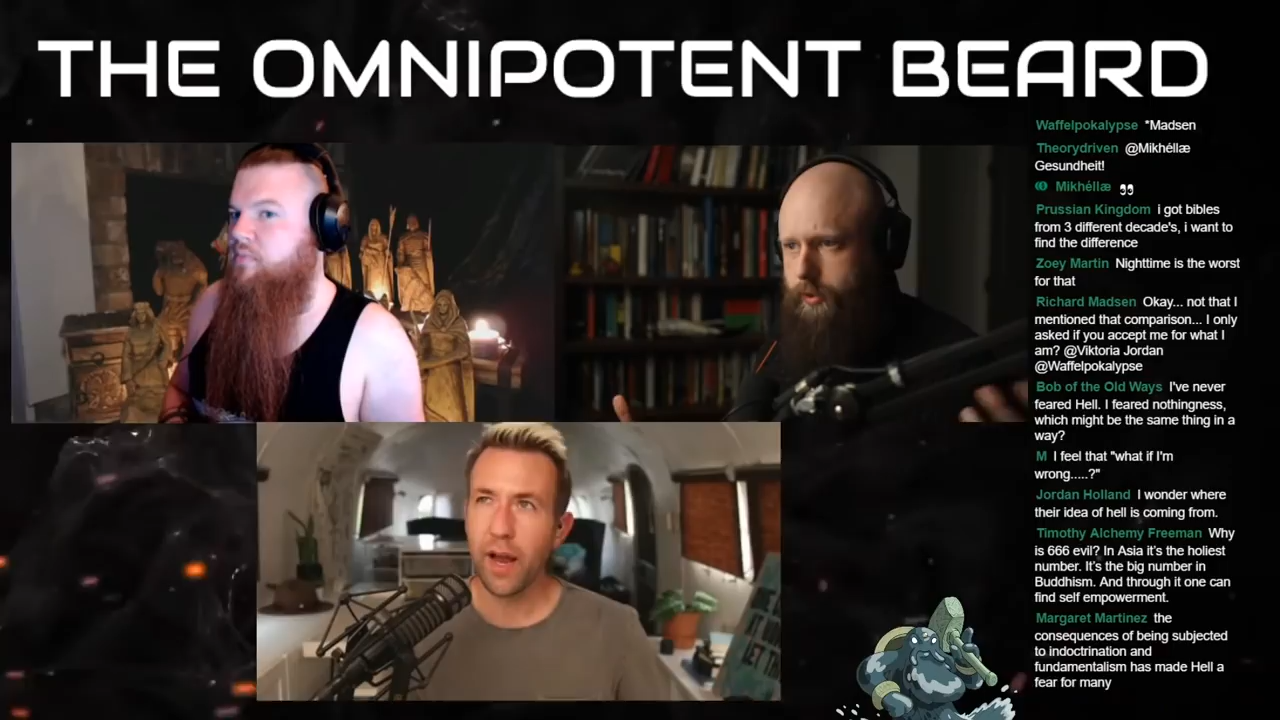 THE OMNIPOTENT BEARD
Waffelpokalypse *Madsen
Theorydriven @Mikhéllæ
Gesundheit!
Mikhéllæ 👀
Prussian Kingdom i got bibles
from 3 different decade's, i want to
find the difference
Zoey Martin Nighttime is the worst
for that
Richard Madsen Okay... not that I
mentioned that comparison... I only
asked if you accept me for what I
am? @Viktoria Jordan
@Waffelpokalypse
Bob of the Old Ways I've never
feared Hell. I feared nothingness,
which might be the same thing in a
way?
M I feel that "what if I'm
wrong.....?"
Jordan Holland I wonder where
their idea of hell is coming from.
Timothy Alchemy Freeman Why
is 666 evil? In Asia it's the holiest
number. It's the big number in
Buddhism. And through it one can
find self empowerment.
Margaret Martinez the
consequences of being subjected
to indoctrination and
fundamentalism has made Hell a
fear for many